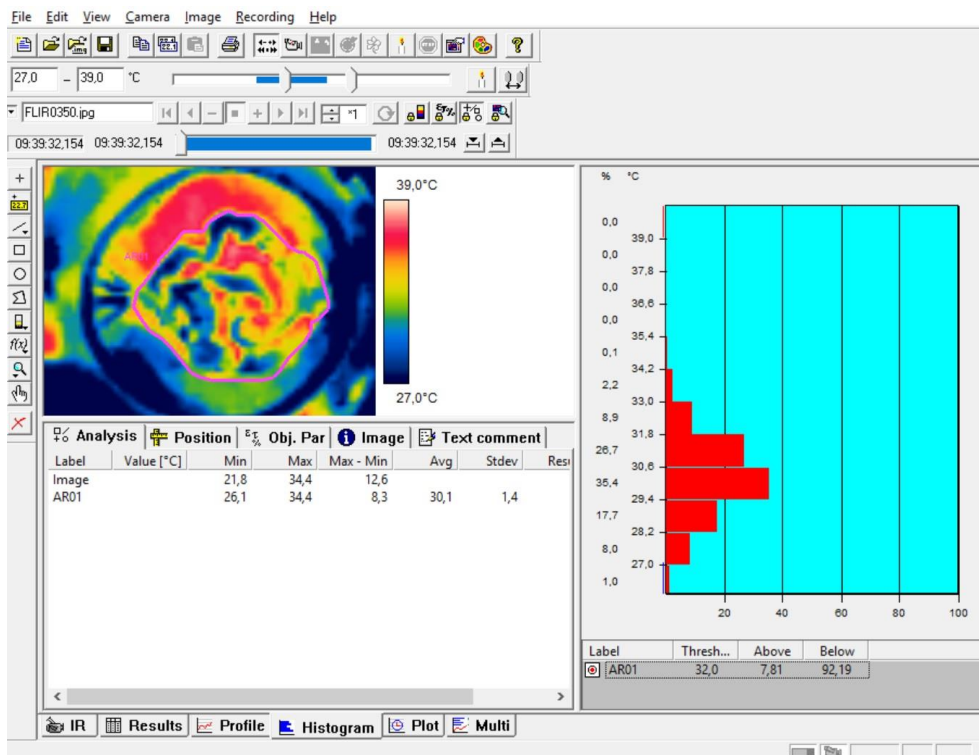 File Edit View Camera Image Recording Help
27,0 – 39,0 °C
FLIR0350.jpg *1
09:39:32,154 09:39:32,154 09:39:32,154
39,0°C
AR01
27,0°C
Analysis Position Obj. Par Image Text comment
Label Value [°C] Min Max Max - Min Avg Stdev
Image 21,8 34,4 12,6
AR01 26,1 34,4 8,3 30,1 1,4
% °C
0,0
39,0
0,0
37,8
0,0
36,6
0,0
35,4
0,1
34,2
2,2
33,0
8,9
31,8
26,7
30,6
35,4
29,4
17,7
28,2
8,0
27,0
1,0
20 40 60 80 100
Label Thresh... Above Below
AR01 32,0 7,81 92,19
IR Results Profile Histogram Plot Multi